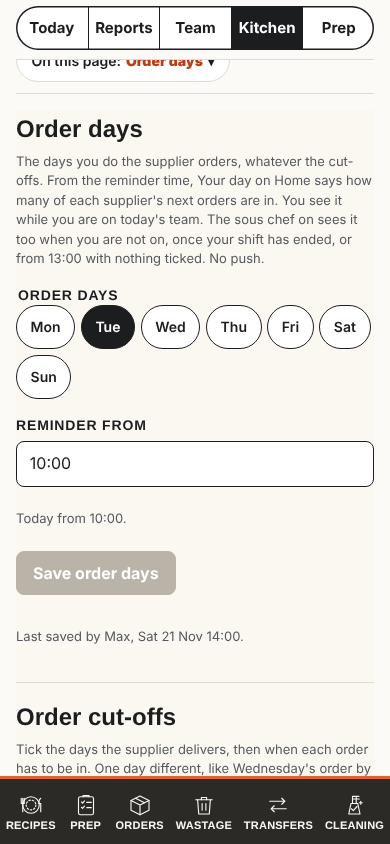 Today Reports Team Kitchen Prep
On this page: Order days ▾
Order days
The days you do the supplier orders, whatever the cut-
offs. From the reminder time, Your day on Home says how
many of each supplier's next orders are in. You see it
while you are on today's team. The sous chef on sees it
too when you are not on, once your shift has ended, or
from 13:00 with nothing ticked. No push.
ORDER DAYS
Mon Tue Wed Thu Fri Sat
Sun
REMINDER FROM
10:00
Today from 10:00.
Save order days
Last saved by Max, Sat 21 Nov 14:00.
Order cut-offs
Tick the days the supplier delivers, then when each order
has to be in. One day different, like Wednesday's order by
RECIPES PREP ORDERS WASTAGE TRANSFERS CLEANING